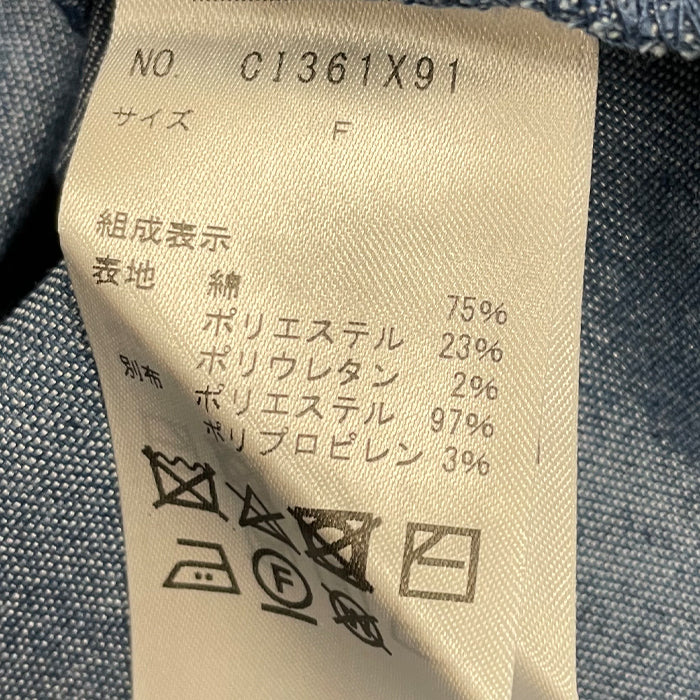 NO. CI361X91
サイズ F
組成表示
表地 綿 75%
ポリエステル 23%
ポリウレタン 2%
別布 ポリエステル 97%
ポリプロピレン 3%
F